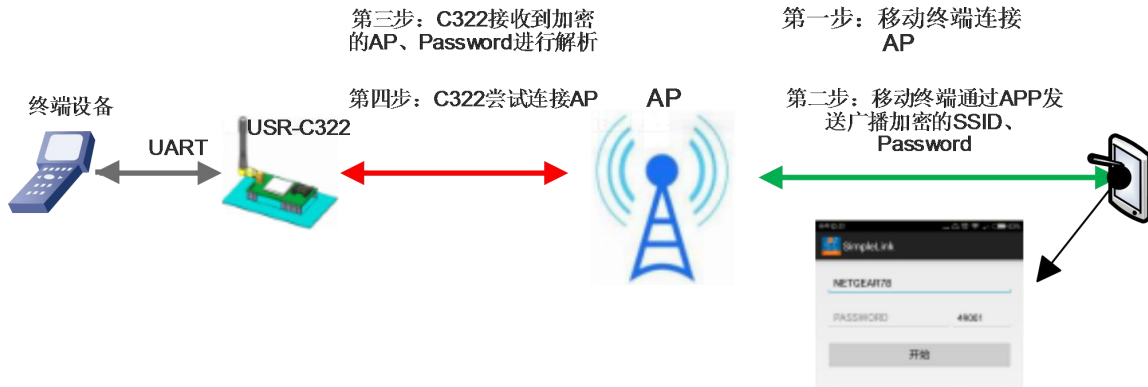 第三步：C322接收到加密
的AP、Password进行解析
第一步：移动终端连接
AP
第四步：C322尝试连接AP
AP
第二步：移动终端通过APP发
送广播加密的SSID、
Password
终端设备
USR-C322
UART
SimpleLink
NETGEAR78
PASSWORD
49001
开始